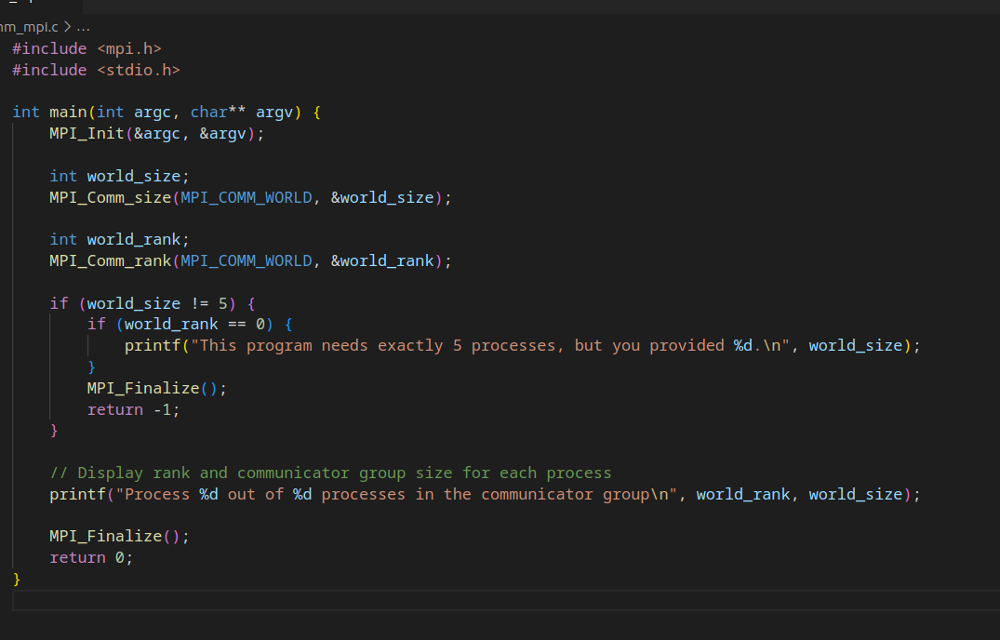 nm_mpi.c > ...
#include <mpi.h>
#include <stdio.h>
int main(int argc, char** argv) {
MPI_Init(&argc, &argv);
int world_size;
MPI_Comm_size(MPI_COMM_WORLD, &world_size);
int world_rank;
MPI_Comm_rank(MPI_COMM_WORLD, &world_rank);
if (world_size != 5) {
if (world_rank == 0) {
printf("This program needs exactly 5 processes, but you provided %d.\n", world_size);
}
MPI_Finalize();
return -1;
}
// Display rank and communicator group size for each process
printf("Process %d out of %d processes in the communicator group\n", world_rank, world_size);
MPI_Finalize();
return 0;
}